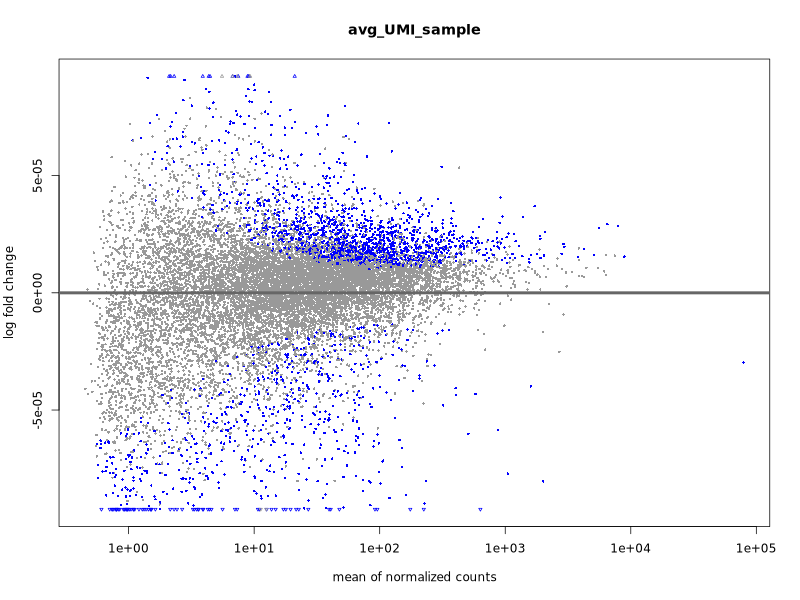 avg_UMI_sample
log fold change
5e-05
0e+00
-5e-05
1e+00 1e+01 1e+02 1e+03 1e+04 1e+05
mean of normalized counts